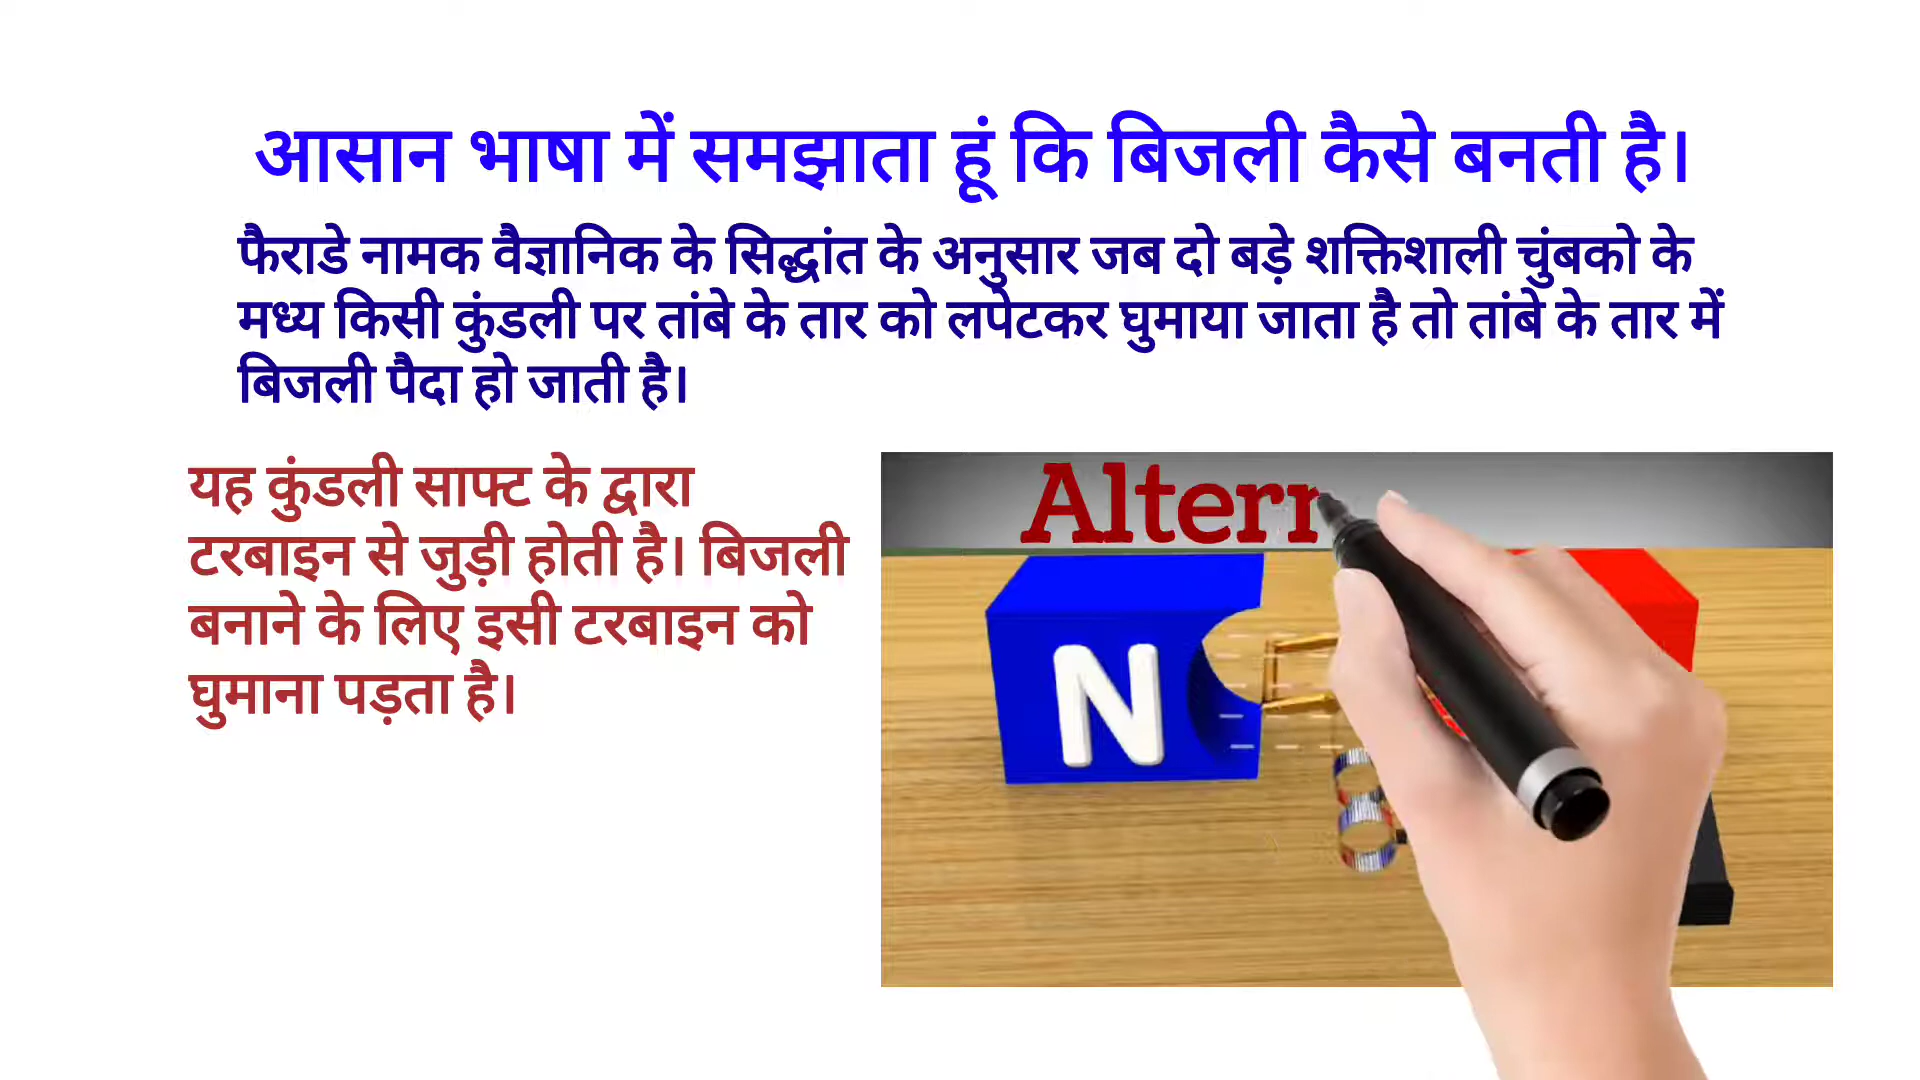 आसान भाषा में समझाता हूं कि बिजली कैसे बनती है।
फैराडे नामक वैज्ञानिक के सिद्धांत के अनुसार जब दो बड़े शक्तिशाली चुंबको के
मध्य किसी कुंडली पर तांबे के तार को लपेटकर घुमाया जाता है तो तांबे के तार में
बिजली पैदा हो जाती है।
यह कुंडली साफ्ट के द्वारा
टरबाइन से जुड़ी होती है। बिजली
बनाने के लिए इसी टरबाइन को
घुमाना पड़ता है।
Altern
N